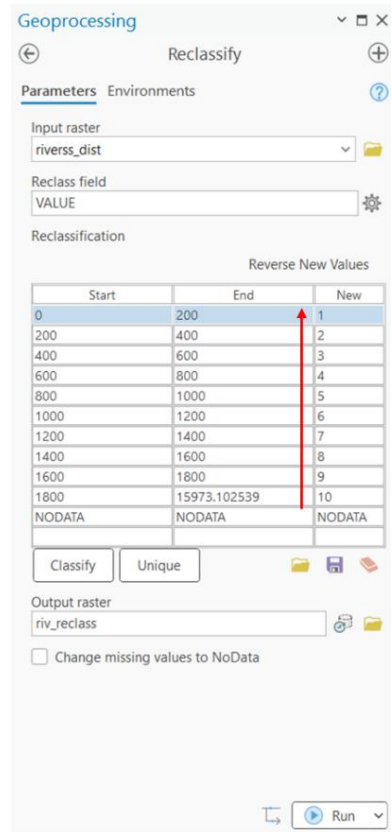 Geoprocessing
Reclassify
Parameters Environments
Input raster
riverss_dist
Reclass field
VALUE
Reclassification
Reverse New Values
Start End New
0 200 1
200 400 2
400 600 3
600 800 4
800 1000 5
1000 1200 6
1200 1400 7
1400 1600 8
1600 1800 9
1800 15973.102539 10
NODATA NODATA NODATA
Classify Unique
Output raster
riv_reclass
Change missing values to NoData
Run